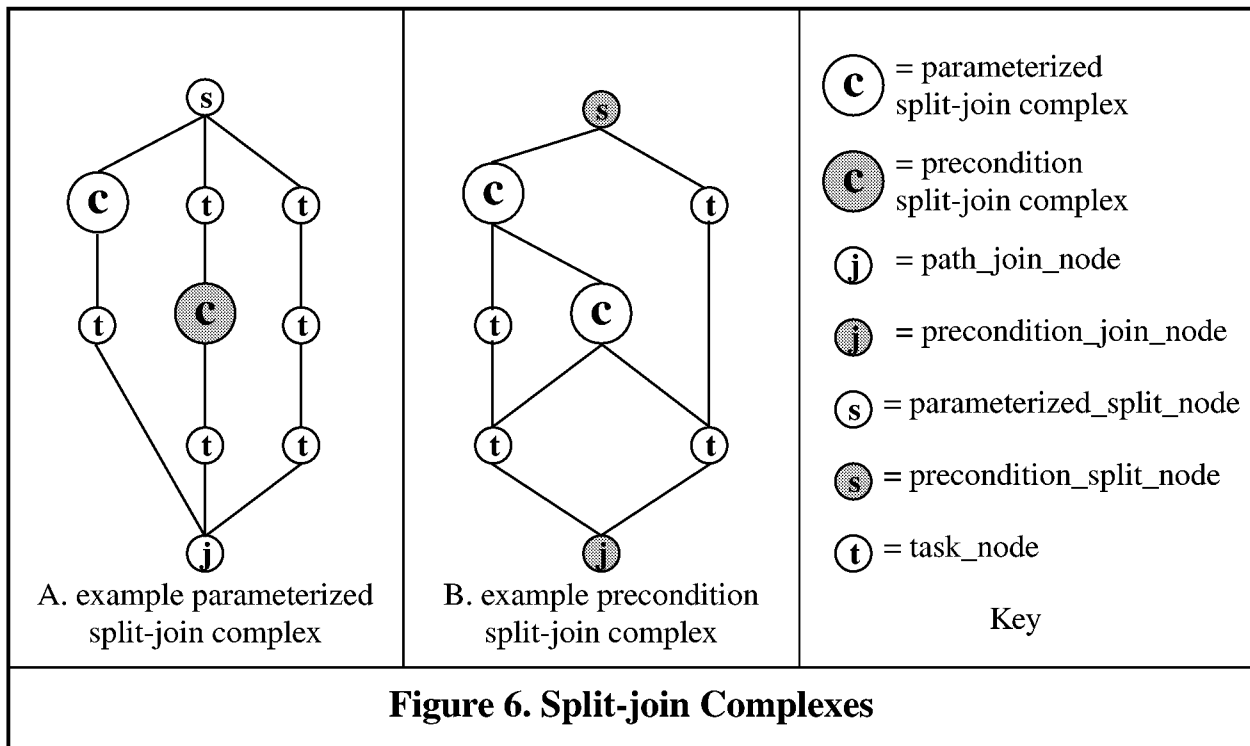 s
c
t
t
t
c
t
t
t
j
A. example parameterized
split-join complex
s
c
t
t
c
t
t
j
B. example precondition
split-join complex
c = parameterized
split-join complex
c = precondition
split-join complex
j = path_join_node
j = precondition_join_node
s = parameterized_split_node
s = precondition_split_node
t = task_node
Key
Figure 6. Split-join Complexes